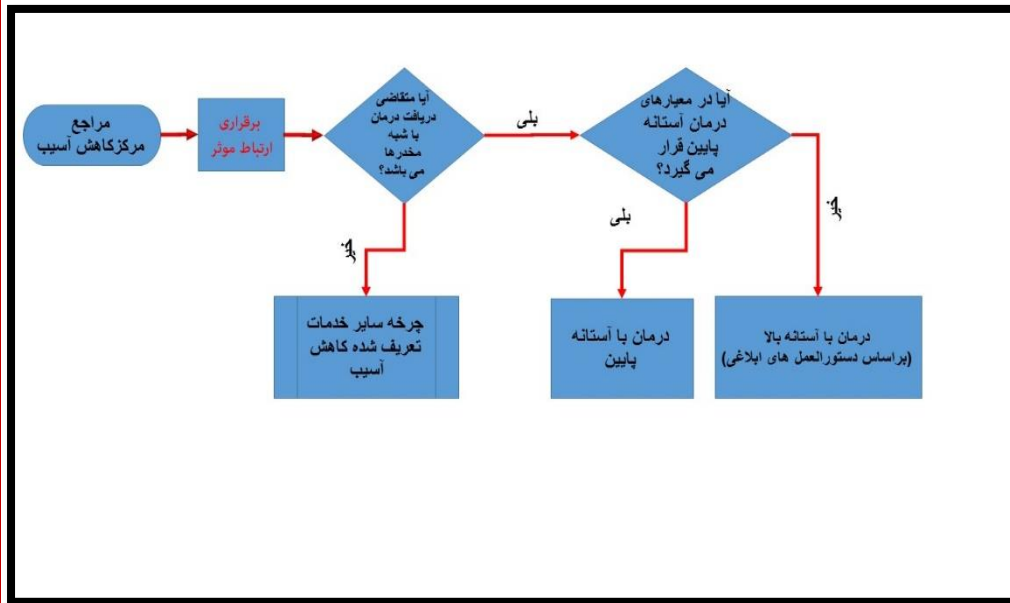 مراجع
مرکزکاهش آسیب
برقراری
ارتباط موثر
آیا متقاضی
دریافت درمان
با شبه
مخدرها
می باشد؟
بلی
آیا در معیارهای
درمان آستانه
پایین قرار
می گیرد؟
خیر
بلی
خیر
چرخه سایر خدمات
تعریف شده کاهش
آسیب
درمان با آستانه
پایین
درمان با آستانه بالا
(براساس دستورالعمل های ابلاغی)